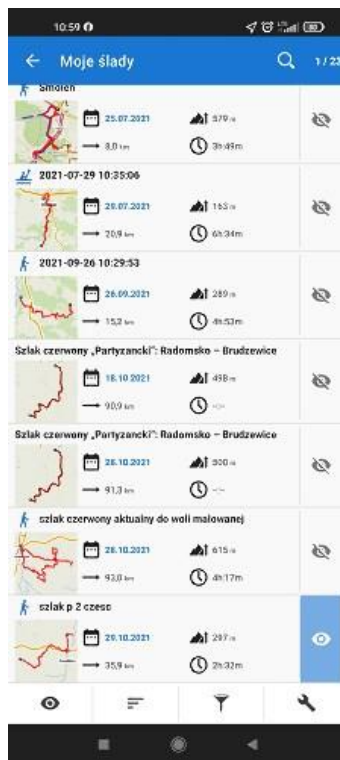 10:59
80
Moje ślady
1/23
Smoleń
25.07.2021 579 m
8,0 km 3h:49m
2021-07-29 10:35:06
29.07.2021 163 m
20,9 km 6h:34m
2021-09-26 10:29:53
26.09.2021 289 m
15,2 km 4h:53m
Szlak czerwony „Partyzancki”: Radomsko – Brudzewice
18.10.2021 498 m
90,9 km --:--
Szlak czerwony „Partyzancki”: Radomsko – Brudzewice
28.10.2021 500 m
91,3 km --:--
szlak czerwony aktualny do woli malowanej
28.10.2021 615 m
93,0 km 4h:17m
szlak p 2 czesc
29.10.2021 297 m
35,9 km 2h:32m